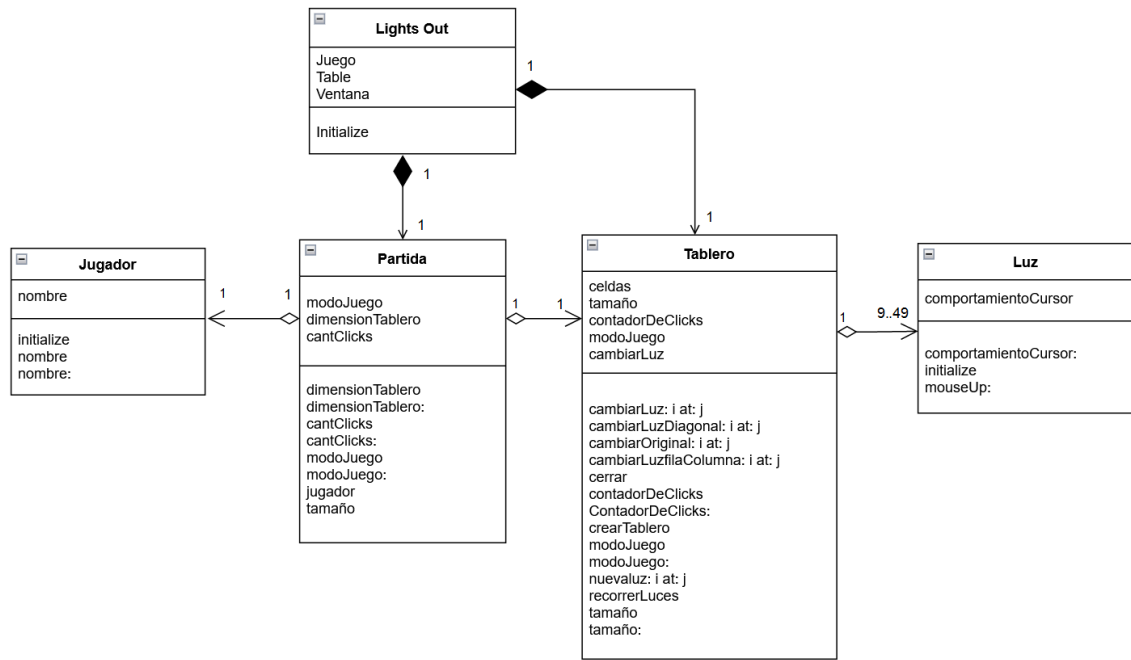 Lights Out
Juego
Table
Ventana
Initialize
1
1
1
1
Jugador
nombre
initialize
nombre
nombre:
1
1
Partida
modoJuego
dimensionTablero
cantClicks
dimensionTablero
dimensionTablero:
cantClicks
cantClicks:
modoJuego
modoJuego:
jugador
tamaño
1
1
Tablero
celdas
tamaño
contadorDeClicks
modoJuego
cambiarLuz
cambiarLuz: i at: j
cambiarLuzDiagonal: i at: j
cambiarOriginal: i at: j
cambiarLuzfilaColumna: i at: j
cerrar
contadorDeClicks
ContadorDeClicks:
crearTablero
modoJuego
modoJuego:
nuevaluz: i at: j
recorrerLuces
tamaño
tamaño:
1
9..49
Luz
comportamientoCursor
comportamientoCursor:
initialize
mouseUp: